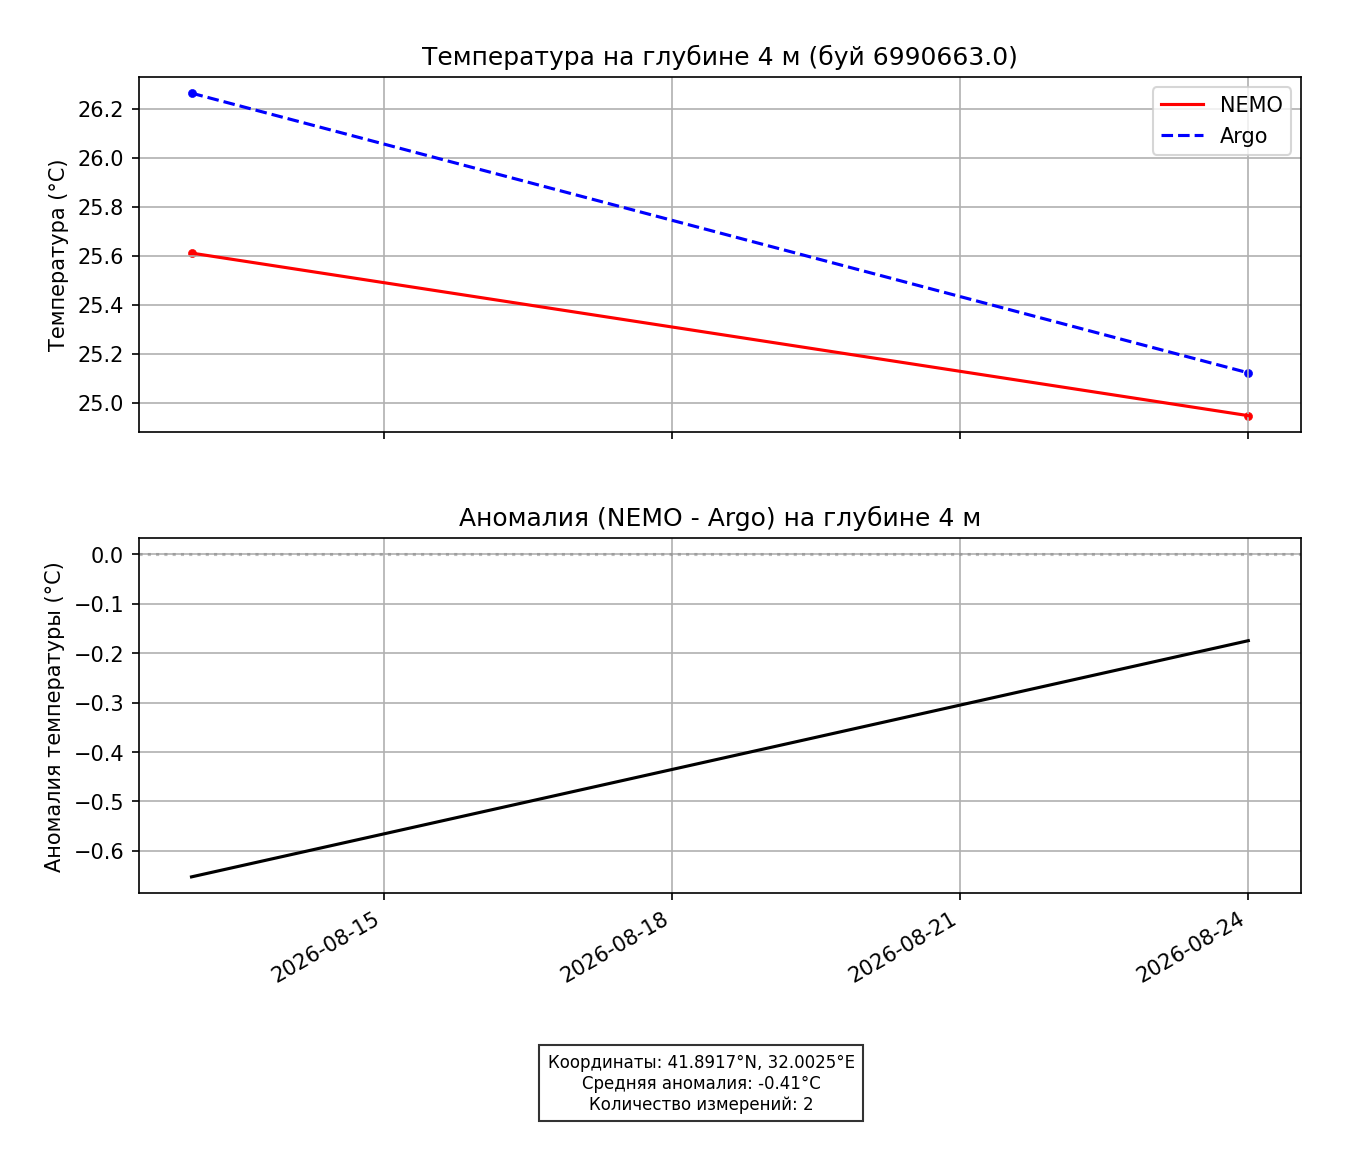 Температура на глубине 4 м (буй 6990663.0)
Температура (°C)
26.2
26.0
25.8
25.6
25.4
25.2
25.0
NEMO
Argo
Аномалия (NEMO - Argo) на глубине 4 м
Аномалия температуры (°C)
0.0
−0.1
−0.2
−0.3
−0.4
−0.5
−0.6
2026-08-15
2026-08-18
2026-08-21
2026-08-24
Координаты: 41.8917°N, 32.0025°E
Средняя аномалия: -0.41°C
Количество измерений: 2